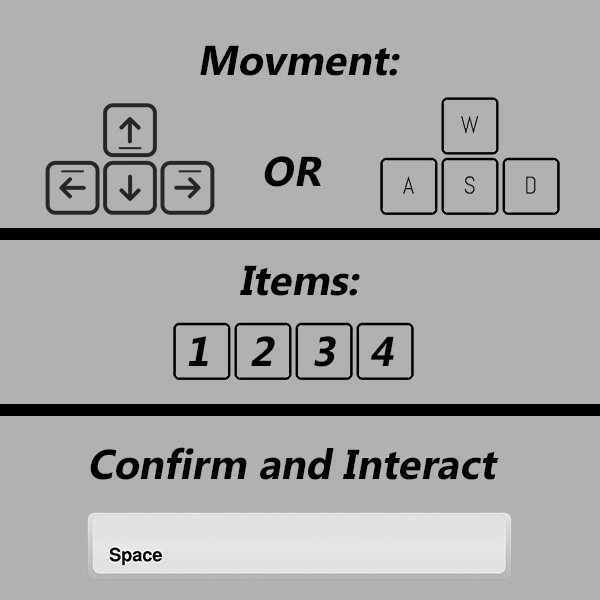 Movment:
↑
← ↓ →
OR
W
A S D
Items:
1 2 3 4
Confirm and Interact
Space